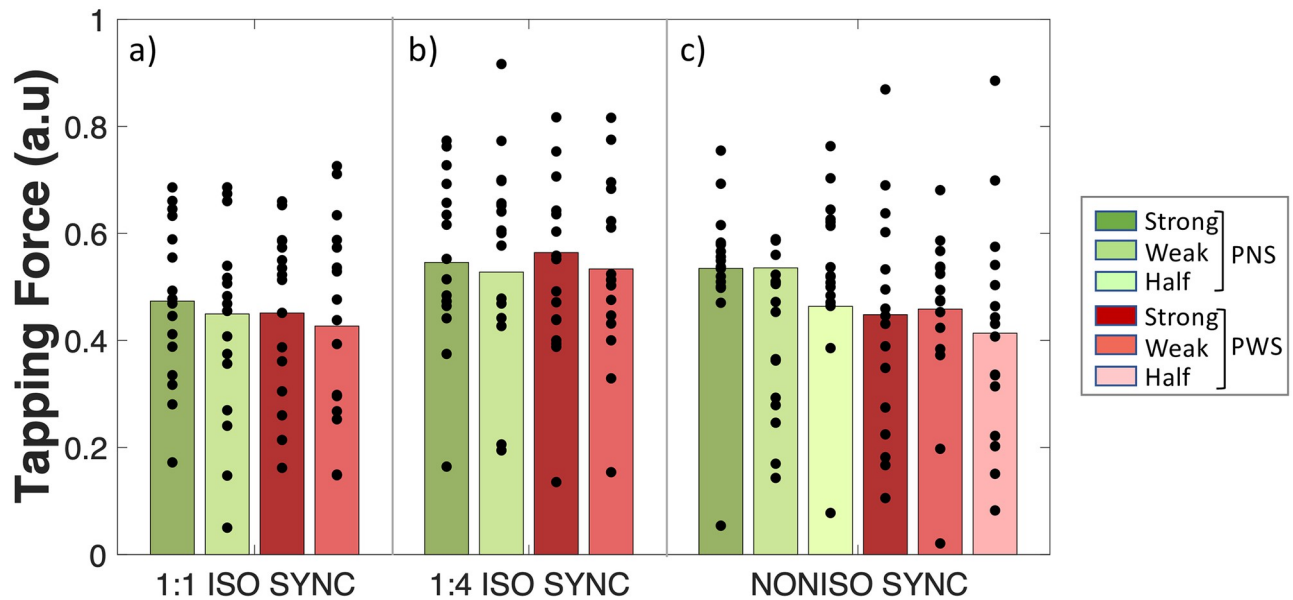 Tapping Force (a.u)
1
0.8
0.6
0.4
0.2
0
a)
b)
c)
1:1 ISO SYNC
1:4 ISO SYNC
NONISO SYNC
Strong
Weak
Half
PNS
Strong
Weak
Half
PWS